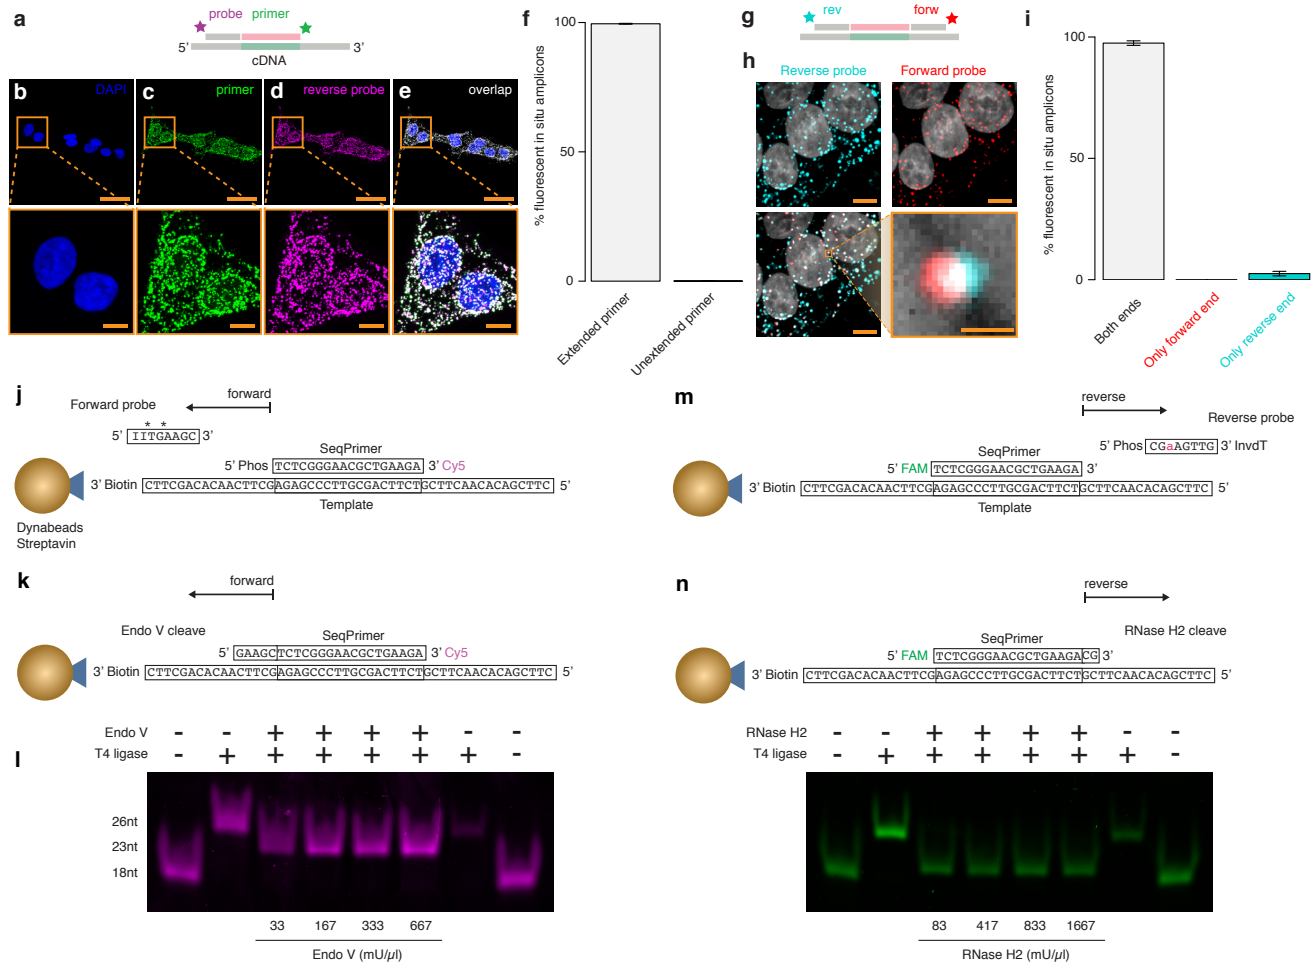 a
probe primer
5’ 3’
cDNA
b DAPI
c primer
d reverse probe
e overlap
f
% fluorescent in situ amplicons
100
50
0
Extended primer
Unextended primer
g
rev forw
h
Reverse probe Forward probe
i
% fluorescent in situ amplicons
100
50
0
Both ends
Only forward end
Only reverse end
j
forward
Forward probe
* *
5’ IITGAAGC 3’
SeqPrimer
5’ Phos TCTCGGGAACGCTGAAGA 3’ Cy5
3’ Biotin CTTCGACACAACTTCGAGAGCCCTTGCGACTTCTGCTTCAACACAGCTTC 5’
Template
Dynabeads
Streptavin
k
forward
Endo V cleave
SeqPrimer
5’ GAAGCTCTCGGGAACGCTGAAGA 3’ Cy5
3’ Biotin CTTCGACACAACTTCGAGAGCCCTTGCGACTTCTGCTTCAACACAGCTTC 5’
l
Endo V - - + + + + - -
T4 ligase - + + + + + + -
26nt
23nt
18nt
33 167 333 667
Endo V (mU/µl)
m
reverse
Reverse probe
5’ Phos CGaAGTTG 3’ InvdT
SeqPrimer
5’ FAM TCTCGGGAACGCTGAAGA 3’
3’ Biotin CTTCGACACAACTTCGAGAGCCCTTGCGACTTCTGCTTCAACACAGCTTC 5’
Template
n
reverse
RNase H2 cleave
SeqPrimer
5’ FAM TCTCGGGAACGCTGAAGACG 3’
3’ Biotin CTTCGACACAACTTCGAGAGCCCTTGCGACTTCTGCTTCAACACAGCTTC 5’
RNase H2 - - + + + + - -
T4 ligase - + + + + + + -
83 417 833 1667
RNase H2 (mU/µl)